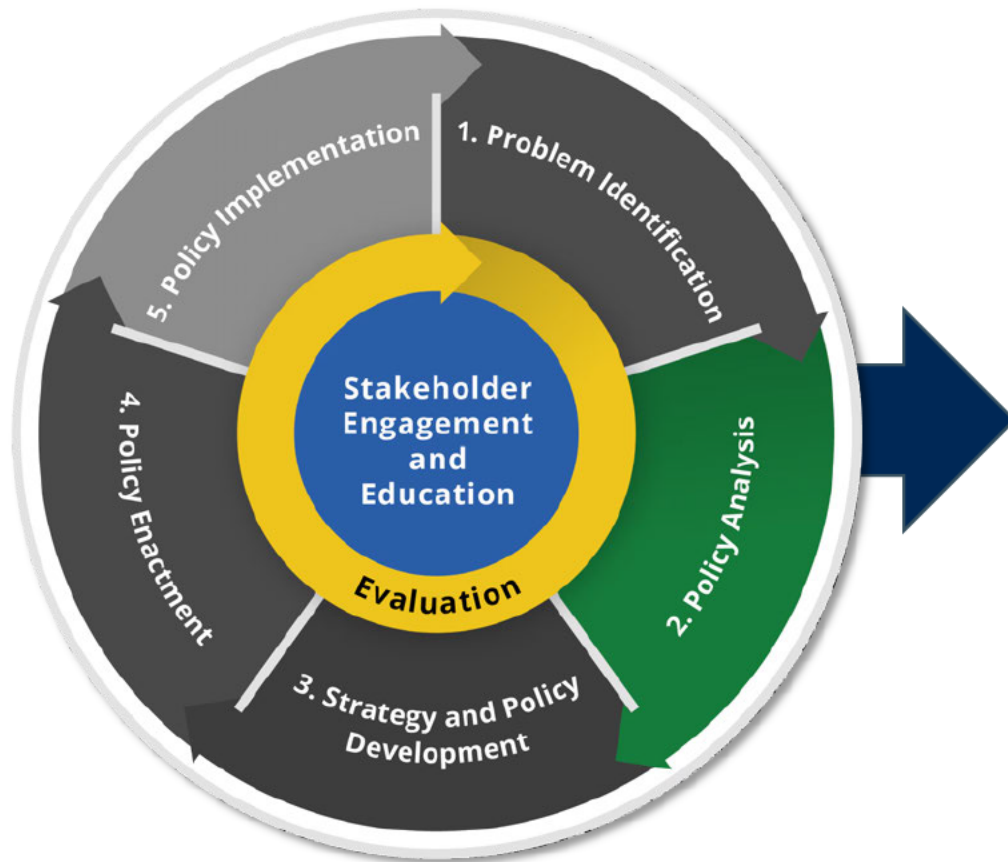 1. Problem Identification
2. Policy Analysis
3. Strategy and Policy
Development
4. Policy Enactment
5. Policy Implementation
Stakeholder
Engagement
and
Education
Evaluation